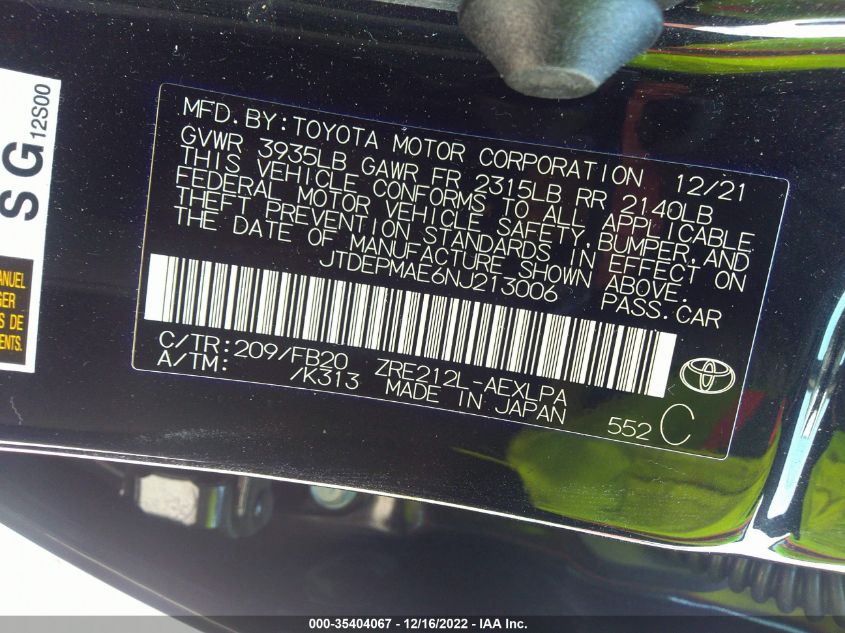 SG
12S00
ANUEL
GER
S DE
ENTS.
MFD. BY: TOYOTA MOTOR CORPORATION 12/21
GVWR 3935LB GAWR FR 2315LB RR 2140LB
THIS VEHICLE CONFORMS TO ALL APPLICABLE
FEDERAL MOTOR VEHICLE SAFETY, BUMPER, AND
THEFT PREVENTION STANDARDS IN EFFECT ON
THE DATE OF MANUFACTURE SHOWN ABOVE.
JTDEPMAE6NJ213006 PASS. CAR
C/TR: 209/FB20 ZRE212L-AEXLPA
A/TM: /K313 MADE IN JAPAN 552 C
000-35404067 - 12/16/2022 - IAA Inc.